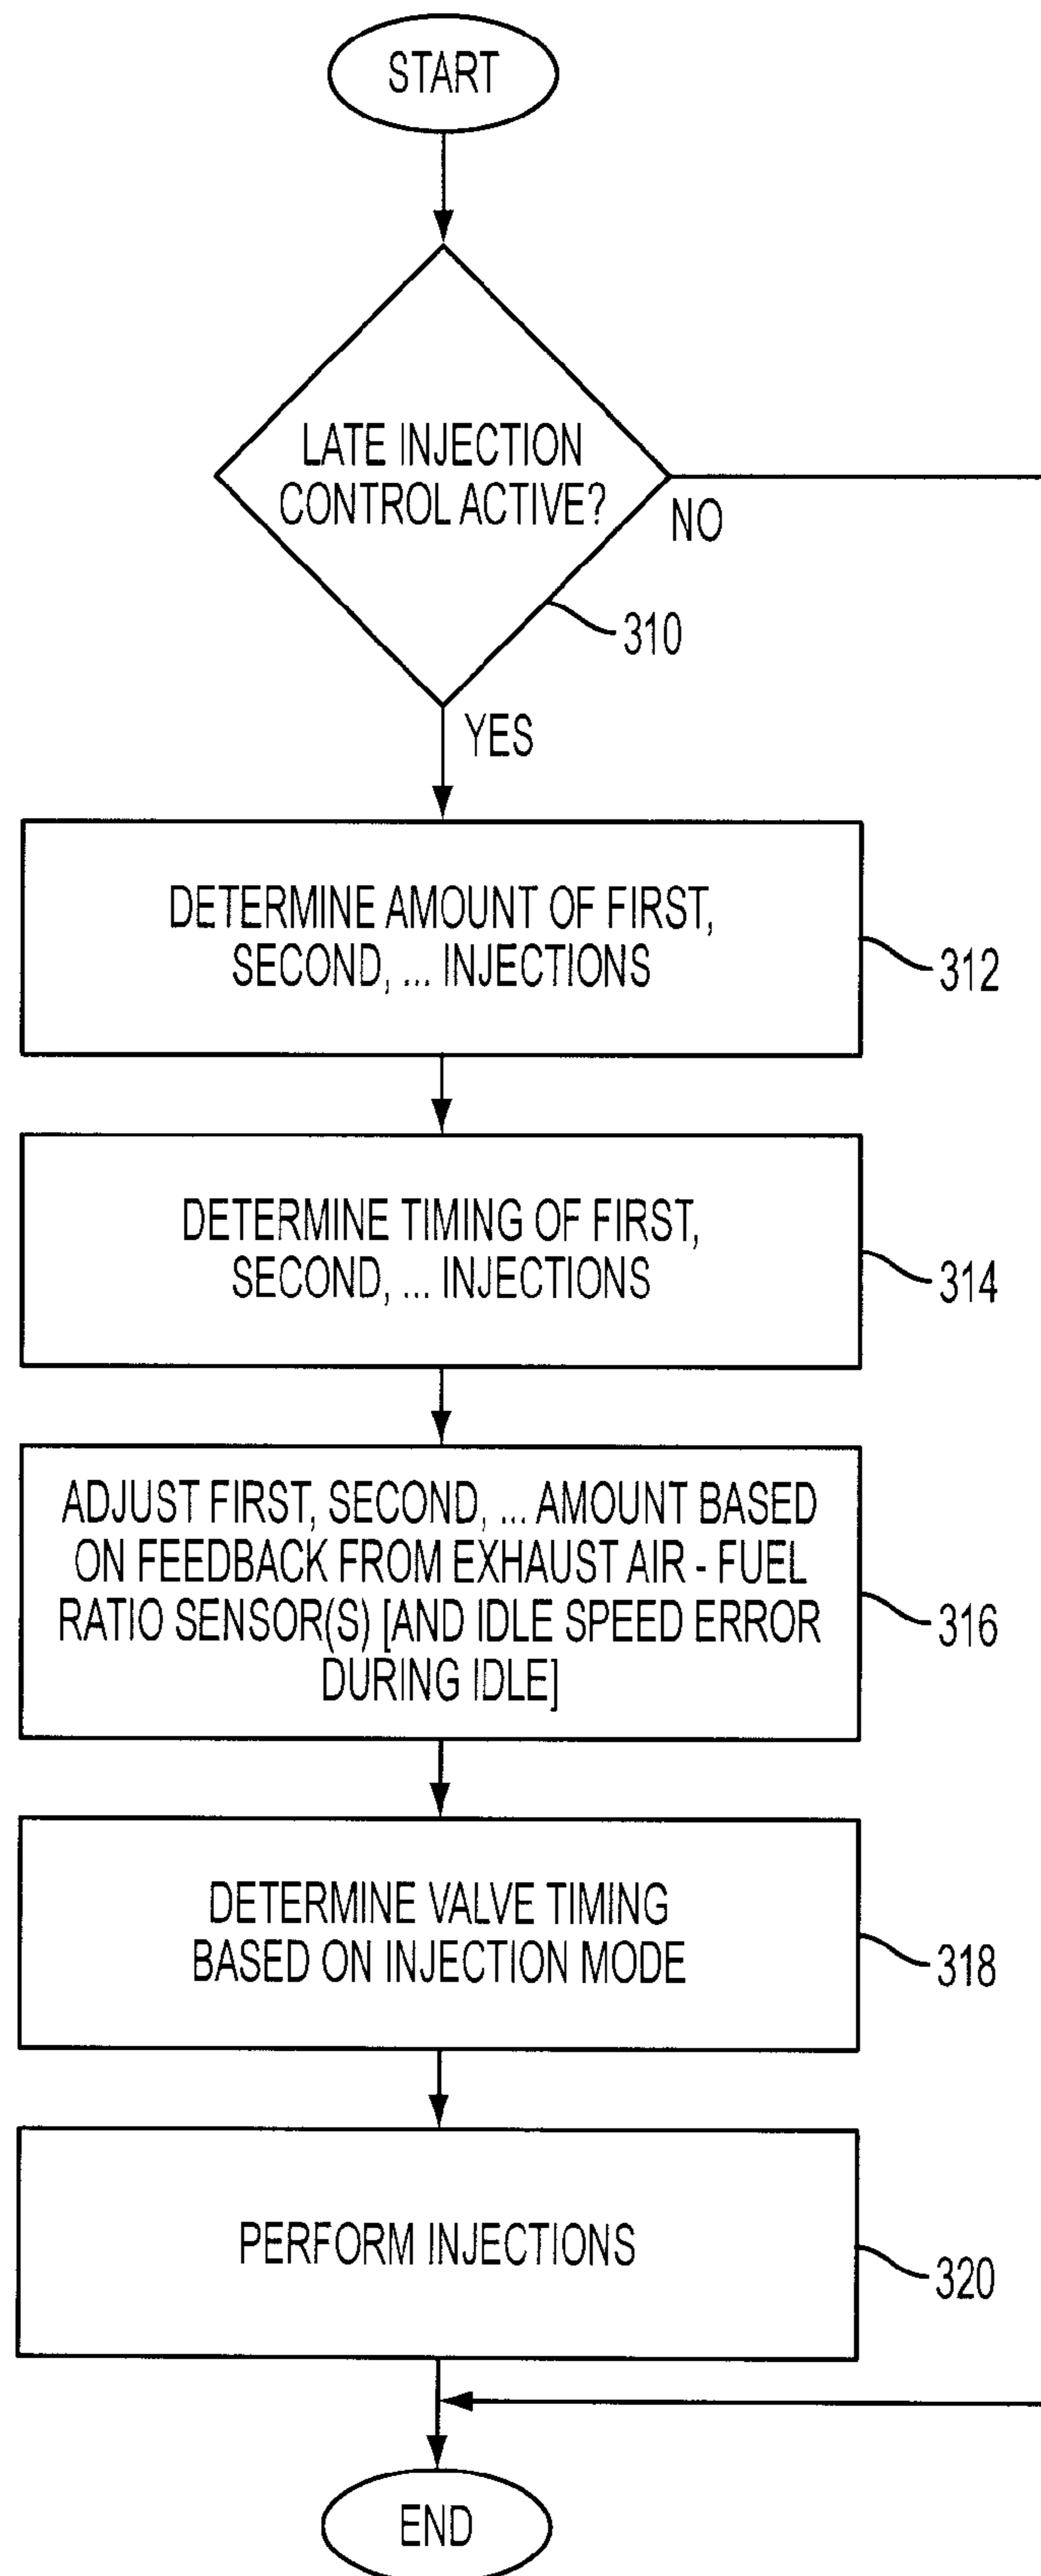 START
LATE INJECTION
CONTROL ACTIVE?
NO
310
YES
DETERMINE AMOUNT OF FIRST,
SECOND, ... INJECTIONS
312
DETERMINE TIMING OF FIRST,
SECOND, ... INJECTIONS
314
ADJUST FIRST, SECOND, ... AMOUNT BASED
ON FEEDBACK FROM EXHAUST AIR - FUEL
RATIO SENSOR(S) [AND IDLE SPEED ERROR
DURING IDLE]
316
DETERMINE VALVE TIMING
BASED ON INJECTION MODE
318
PERFORM INJECTIONS
320
END